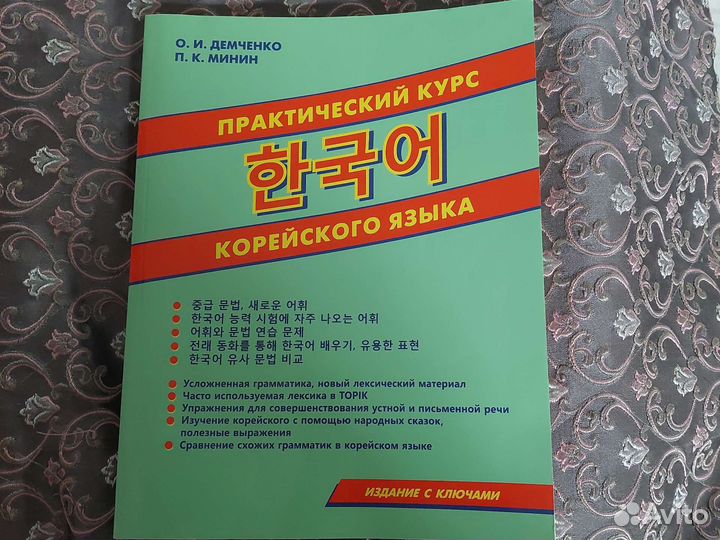 О. И. ДЕМЧЕНКО
П. К. МИНИН
ПРАКТИЧЕСКИЙ КУРС
한국어
КОРЕЙСКОГО ЯЗЫКА
• 중급 문법, 새로운 어휘
• 한국어 능력 시험에 자주 나오는 어휘
• 어휘와 문법 연습 문제
• 전래 동화를 통해 한국어 배우기, 유용한 표현
• 한국어 유사 문법 비교
• Усложненная грамматика, новый лексический материал
• Часто используемая лексика в TOPIK
• Упражнения для совершенствования устной и письменной речи
• Изучение корейского с помощью народных сказок,
полезные выражения
• Сравнение схожих грамматик в корейском языке
ИЗДАНИЕ С КЛЮЧАМИ
Avito